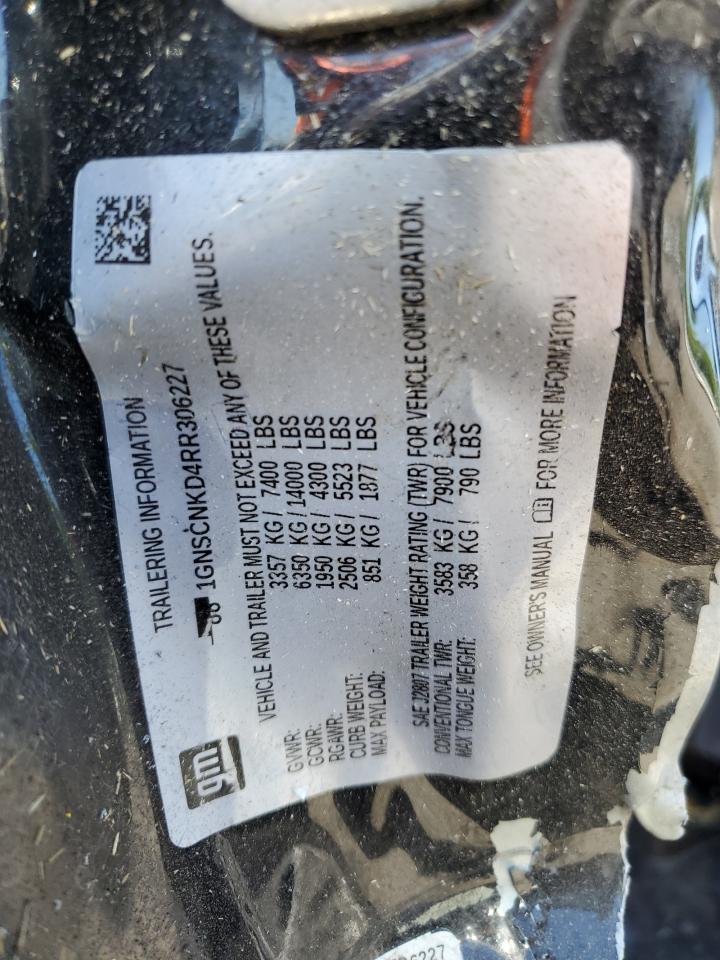 TRAILERING INFORMATION
1GNSCNKD4RR306227
VEHICLE AND TRAILER MUST NOT EXCEED ANY OF THESE VALUES.
GVWR: 3357 KG / 7400 LBS
GCWR: 6350 KG / 14000 LBS
RGAWR: 1950 KG / 4300 LBS
CURB WEIGHT: 2506 KG / 5523 LBS
MAX PAYLOAD: 851 KG / 1877 LBS
SAE J2807 TRAILER WEIGHT RATING (TWR) FOR VEHICLE CONFIGURATION.
CONVENTIONAL TWR: 3583 KG / 7900 LBS
MAX TONGUE WEIGHT: 358 KG / 790 LBS
SEE OWNER'S MANUAL FOR MORE INFORMATION
gm
06227